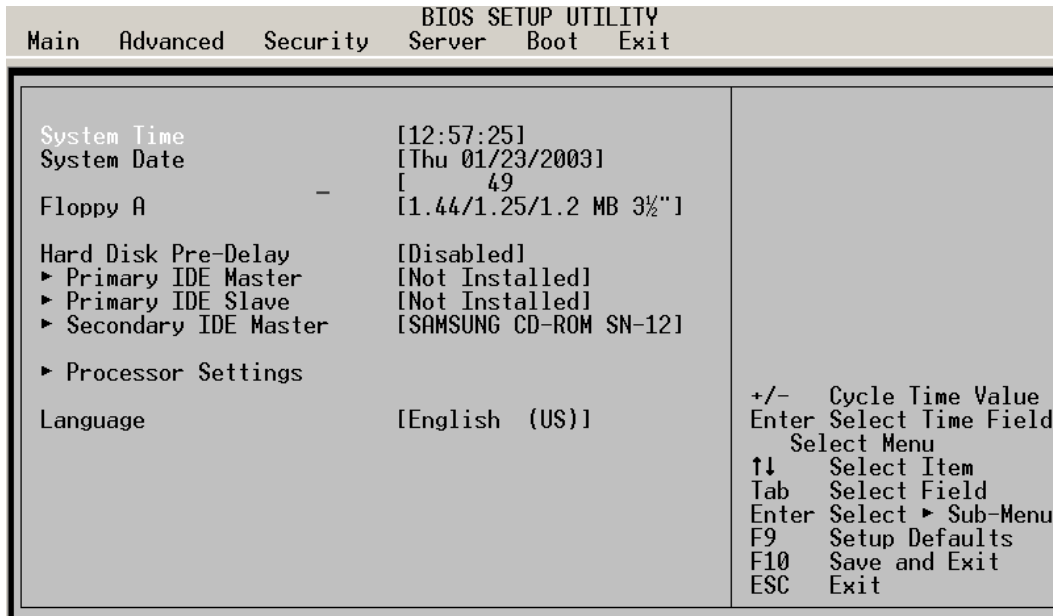 BIOS SETUP UTILITY
Main Advanced Security Server Boot Exit
System Time [12:57:25]
System Date [Thu 01/23/2003]
[ 49
_
Floppy A [1.44/1.25/1.2 MB 3½"]
Hard Disk Pre-Delay [Disabled]
► Primary IDE Master [Not Installed]
► Primary IDE Slave [Not Installed]
► Secondary IDE Master [SAMSUNG CD-ROM SN-12]
► Processor Settings
Language [English (US)]
+/- Cycle Time Value
Enter Select Time Field
Select Menu
↑↓ Select Item
Tab Select Field
Enter Select ► Sub-Menu
F9 Setup Defaults
F10 Save and Exit
ESC Exit